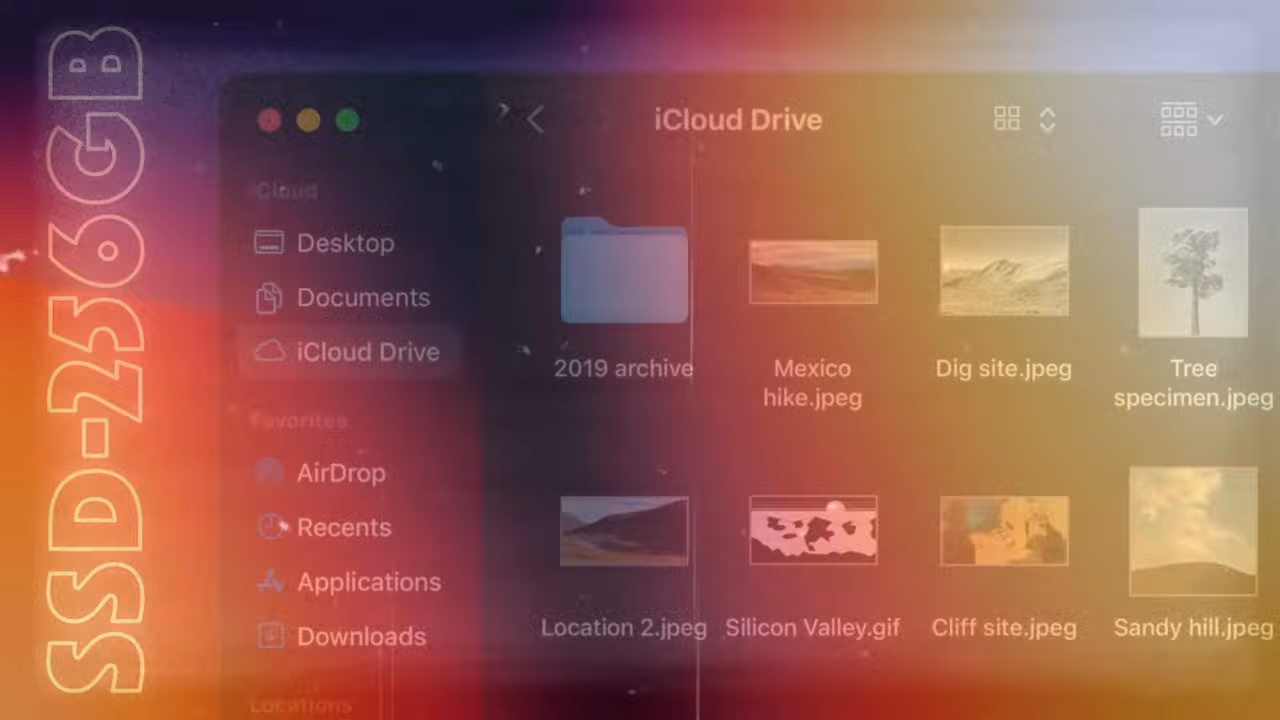 SSD-256GB
iCloud Drive
iCloud
Desktop
Documents
iCloud Drive
Favorites
AirDrop
Recents
Applications
Downloads
Locations
2019 archive
Mexico
hike.jpeg
Dig site.jpeg
Tree
specimen.jpeg
Location 2.jpeg
Silicon Valley.gif
Cliff site.jpeg
Sandy hill.jpeg